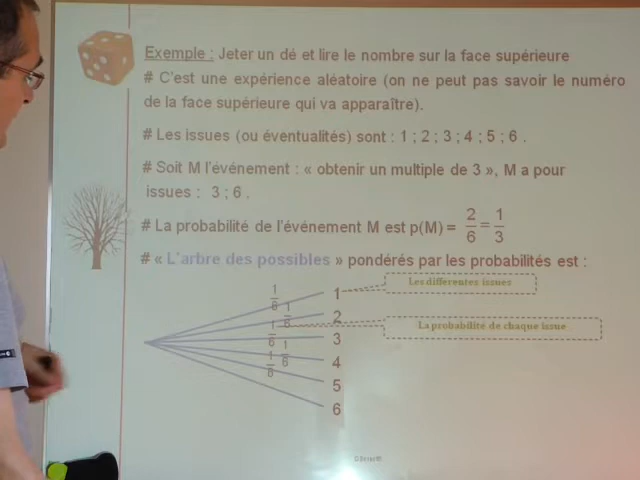 Exemple : Jeter un dé et lire le nombre sur la face supérieure
# C'est une expérience aléatoire (on ne peut pas savoir le numéro
de la face supérieure qui va apparaître).
# Les issues (ou éventualités) sont : 1 ; 2 ; 3 ; 4 ; 5 ; 6 .
# Soit M l'événement : « obtenir un multiple de 3 », M a pour
issues : 3 ; 6 .
# La probabilité de l'événement M est p(M) = 2/6 = 1/3
# « L'arbre des possibles » pondérés par les probabilités est :
Les differentes issues
1/6 1
1/6 2
La probabilité de chaque issue
1/6 3
1/6 4
1/6 5
6